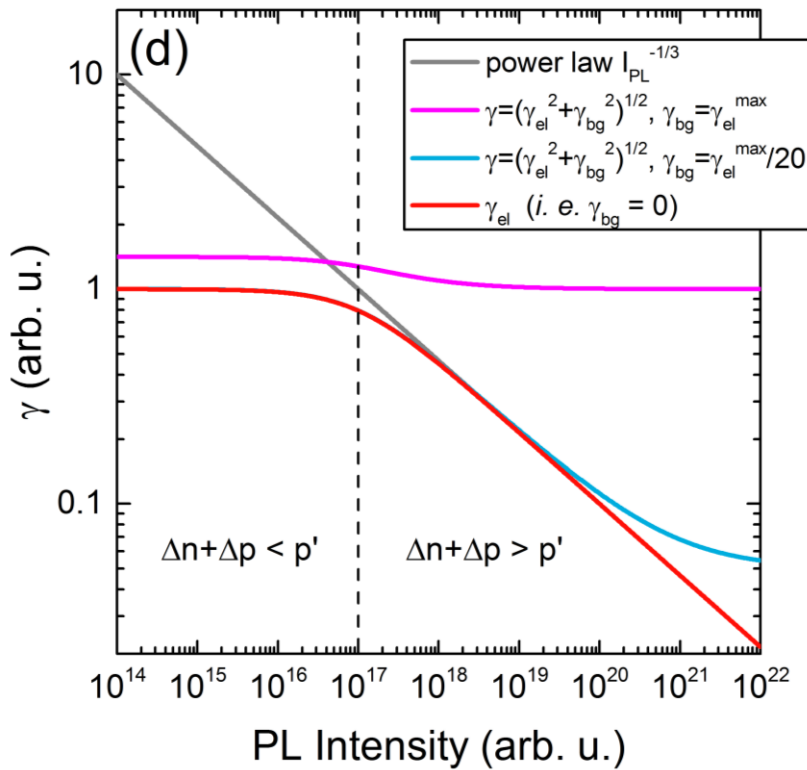 (d)
power law I_PL^-1/3
γ=(γ_el^2+γ_bg^2)^1/2, γ_bg=γ_el^max
γ=(γ_el^2+γ_bg^2)^1/2, γ_bg=γ_el^max/20
γ_el (i. e. γ_bg = 0)
10
1
0.1
γ (arb. u.)
Δn+Δp < p' Δn+Δp > p'
10^14 10^15 10^16 10^17 10^18 10^19 10^20 10^21 10^22
PL Intensity (arb. u.)